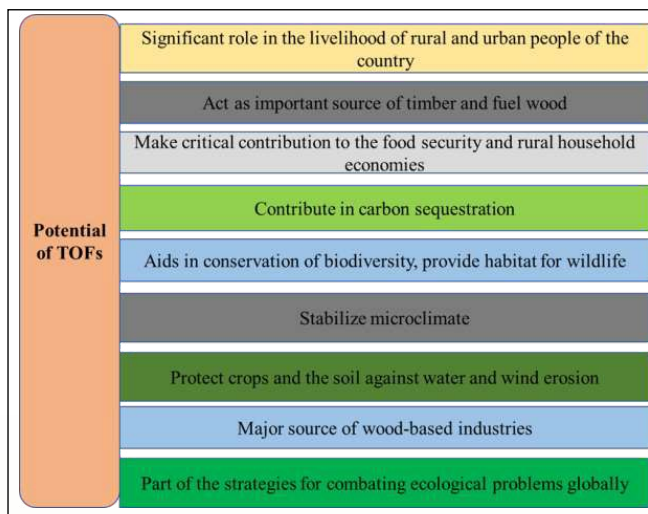 Significant role in the livelihood of rural and urban people of the
country
Act as important source of timber and fuel wood
Make critical contribution to the food security and rural household
economies
Contribute in carbon sequestration
Potential
of TOFs
Aids in conservation of biodiversity, provide habitat for wildlife
Stabilize microclimate
Protect crops and the soil against water and wind erosion
Major source of wood-based industries
Part of the strategies for combating ecological problems globally